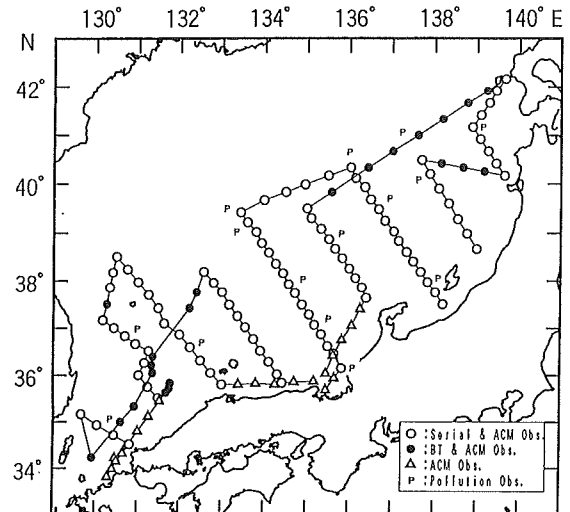 130° 132° 134° 136° 138° 140° E
N
42°
P
P
40°
P
P
P
P
P
38°
P
P
P
P
36°
P
P
P
○ :Serial & ACM Obs.
● :BT & ACM Obs.
△ :ACM Obs.
P :Pollution Obs.
34°